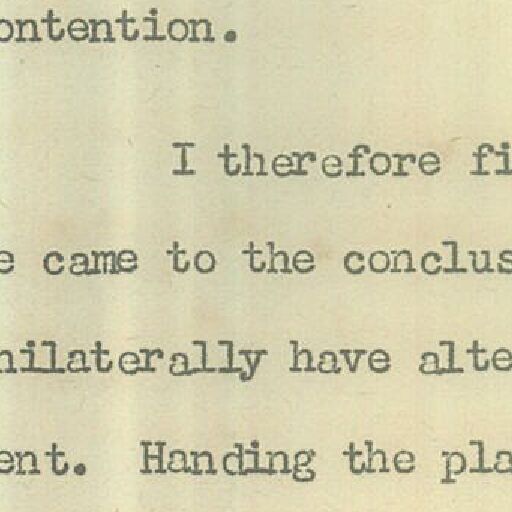 ontention.
I therefore fi
e came to the conclus
nilaterally have alte
ent. Handing the pla